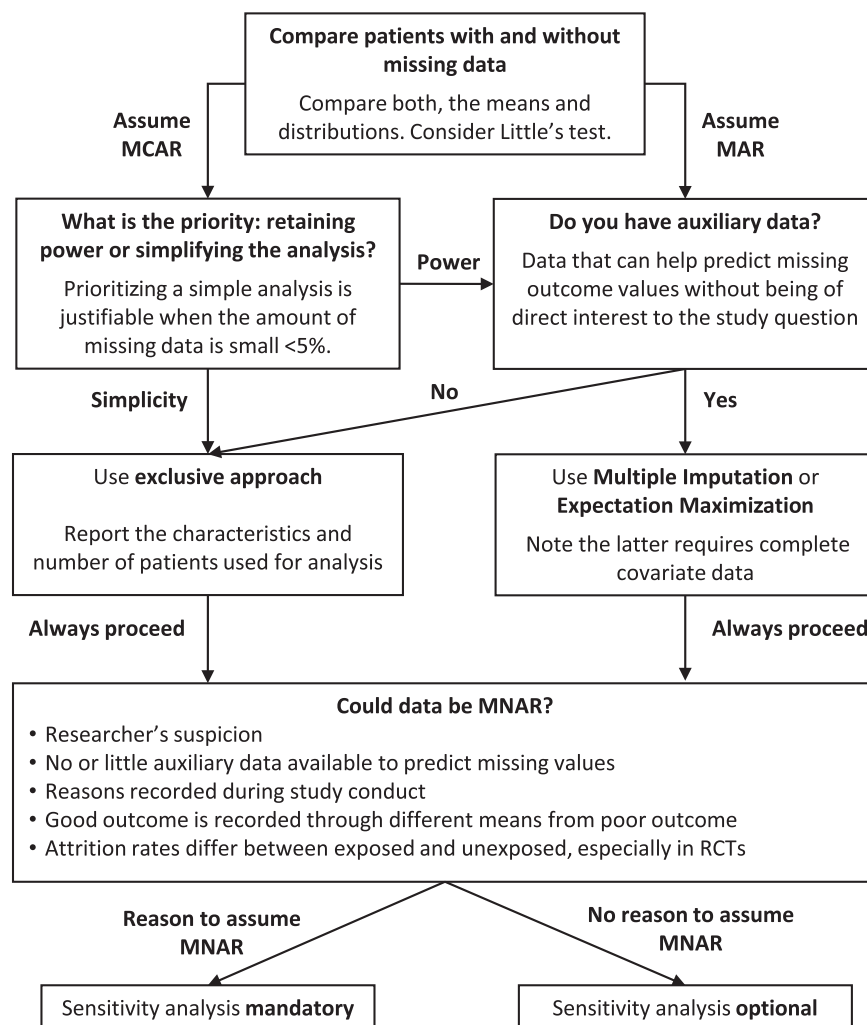 Compare patients with and without
missing data
Compare both, the means and
distributions. Consider Little's test.
Assume
MCAR
Assume
MAR
What is the priority: retaining
power or simplifying the analysis?
Prioritizing a simple analysis is
justifiable when the amount of
missing data is small <5%.
Power
Do you have auxiliary data?
Data that can help predict missing
outcome values without being of
direct interest to the study question
Simplicity
No
Yes
Use exclusive approach
Report the characteristics and
number of patients used for analysis
Use Multiple Imputation or
Expectation Maximization
Note the latter requires complete
covariate data
Always proceed
Always proceed
Could data be MNAR?
• Researcher's suspicion
• No or little auxiliary data available to predict missing values
• Reasons recorded during study conduct
• Good outcome is recorded through different means from poor outcome
• Attrition rates differ between exposed and unexposed, especially in RCTs
Reason to assume
MNAR
No reason to assume
MNAR
Sensitivity analysis mandatory
Sensitivity analysis optional